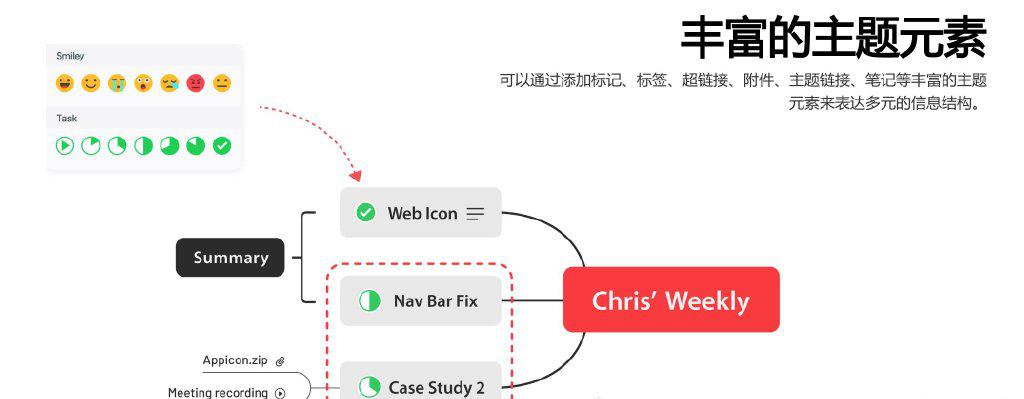 丰富的主题元素
可以通过添加标记、标签、超链接、附件、主题链接、笔记等丰富的主题
元素来表达多元的信息结构。
Smiley
Task
Web Icon
Summary
Nav Bar Fix
Chris’ Weekly
Appicon.zip
Case Study 2
Meeting recording